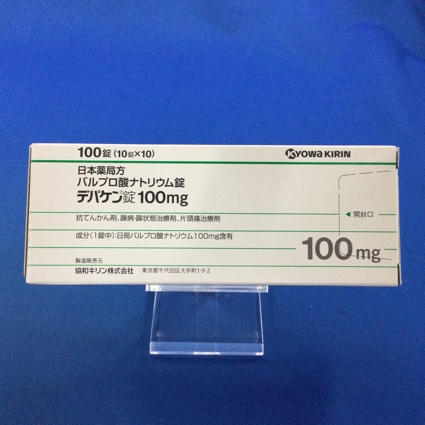 100錠（10錠×10）
KYOWA KIRIN
日本薬局方
バルプロ酸ナトリウム錠
デパケン錠100mg
抗てんかん剤、躁病・躁状態治療剤、片頭痛治療剤
開封口
成分（1錠中）：日局バルプロ酸ナトリウム100mg含有
100mg
製造販売元
協和キリン株式会社 東京都千代田区大手町1-9-2